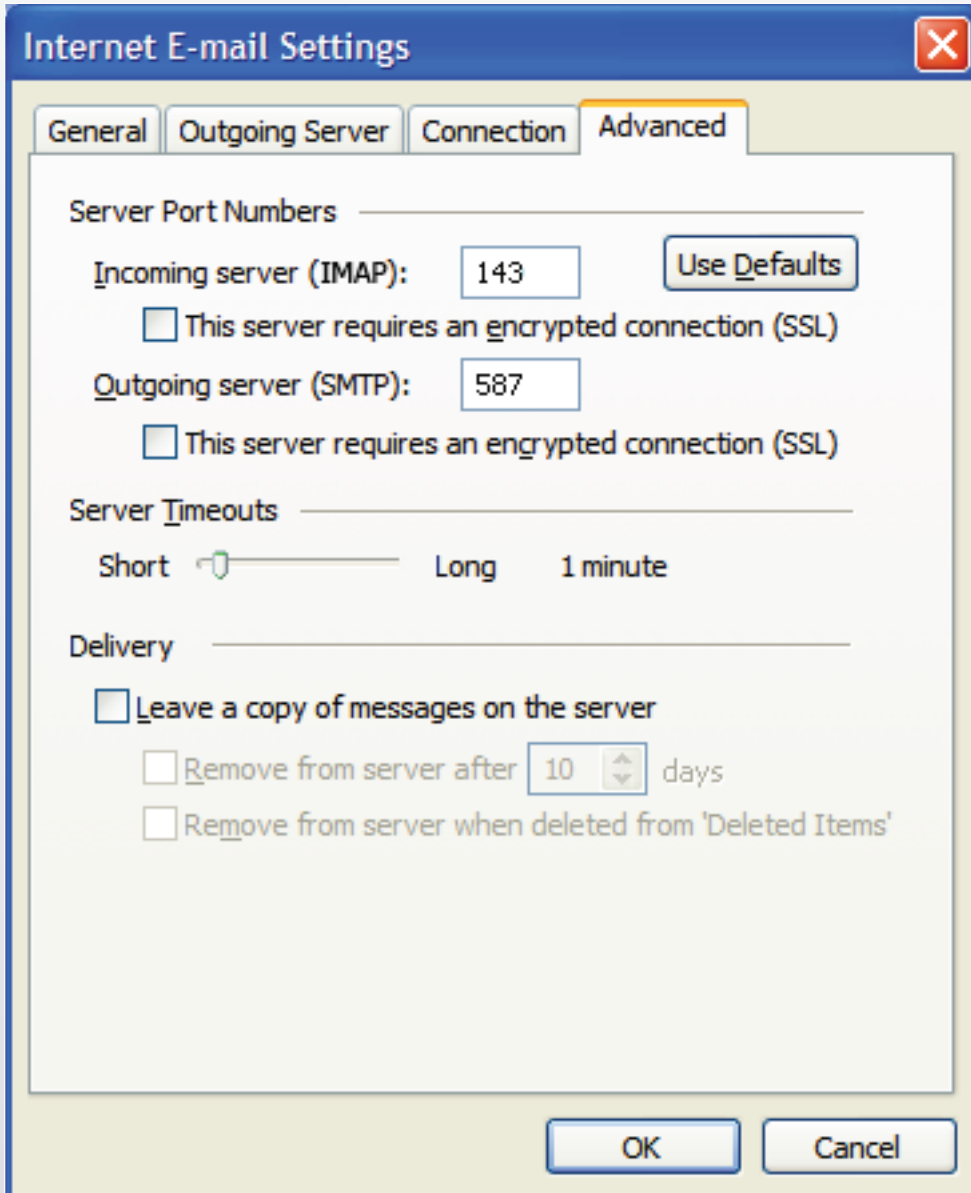 Internet E-mail Settings
General Outgoing Server Connection Advanced
Server Port Numbers
Incoming server (IMAP): 143 Use Defaults
This server requires an encrypted connection (SSL)
Outgoing server (SMTP): 587
This server requires an encrypted connection (SSL)
Server Timeouts
Short Long 1 minute
Delivery
Leave a copy of messages on the server
Remove from server after 10 days
Remove from server when deleted from 'Deleted Items'
OK Cancel